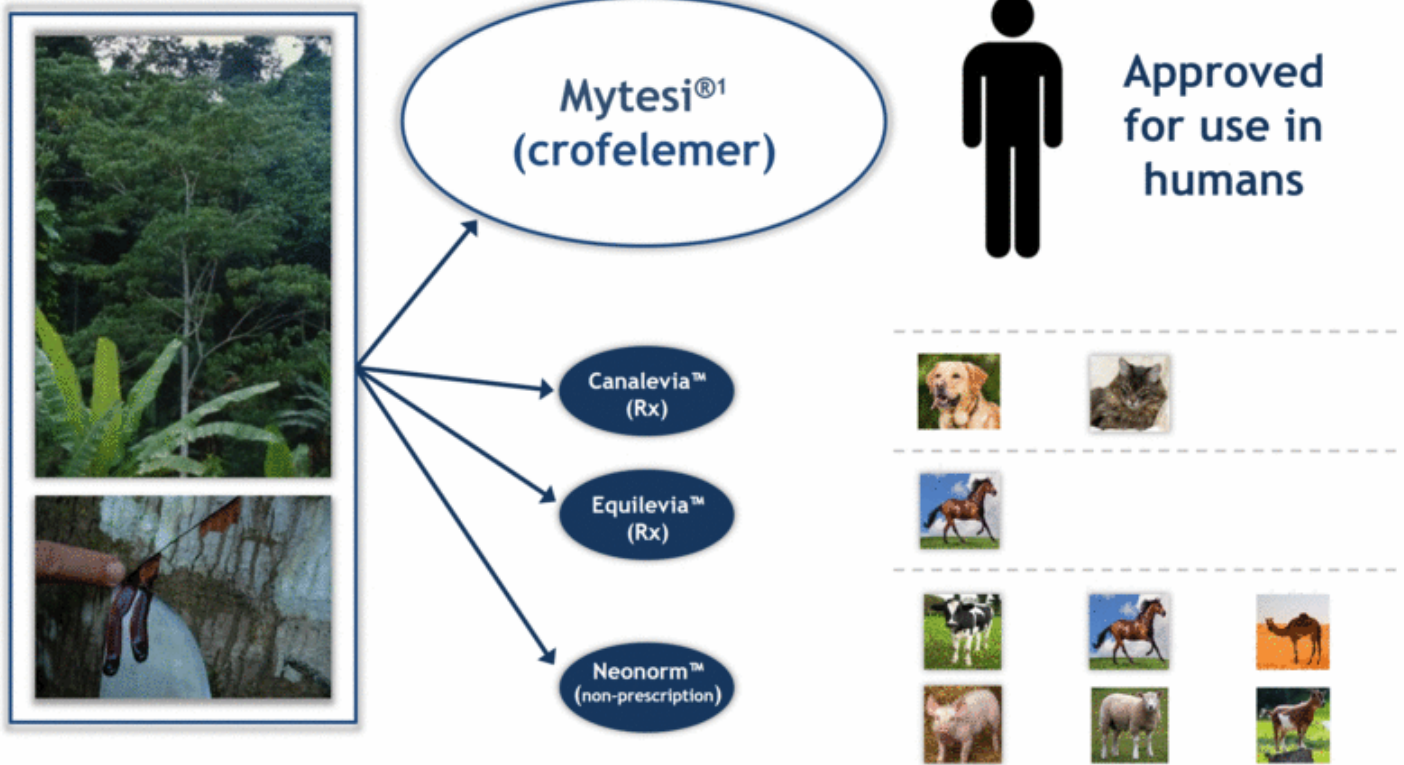 Mytesi®1
(crofelemer)
Approved
for use in
humans
Canalevia™
(Rx)
Equilevia™
(Rx)
Neonorm™
(non-prescription)